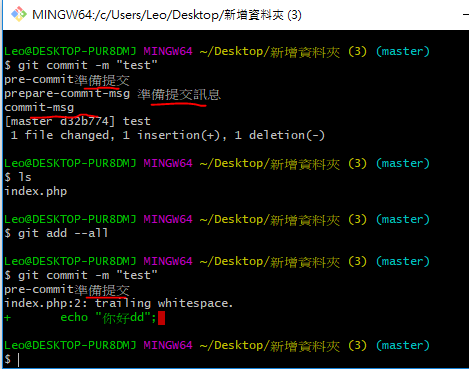 MINGW64:/c/Users/Leo/Desktop/新增資料夾 (3)
Leo@DESKTOP-PUR8DMJ MINGW64 ~/Desktop/新增資料夾 (3) (master)
$ git commit -m "test"
pre-commit準備提交
prepare-commit-msg 準備提交訊息
commit-msg
[master d32b774] test
 1 file changed, 1 insertion(+), 1 deletion(-)
Leo@DESKTOP-PUR8DMJ MINGW64 ~/Desktop/新增資料夾 (3) (master)
$ ls
index.php
Leo@DESKTOP-PUR8DMJ MINGW64 ~/Desktop/新增資料夾 (3) (master)
$ git add --all
Leo@DESKTOP-PUR8DMJ MINGW64 ~/Desktop/新增資料夾 (3) (master)
$ git commit -m "test"
pre-commit準備提交
index.php:2: trailing whitespace.
+       echo "你好dd";
Leo@DESKTOP-PUR8DMJ MINGW64 ~/Desktop/新增資料夾 (3) (master)
$